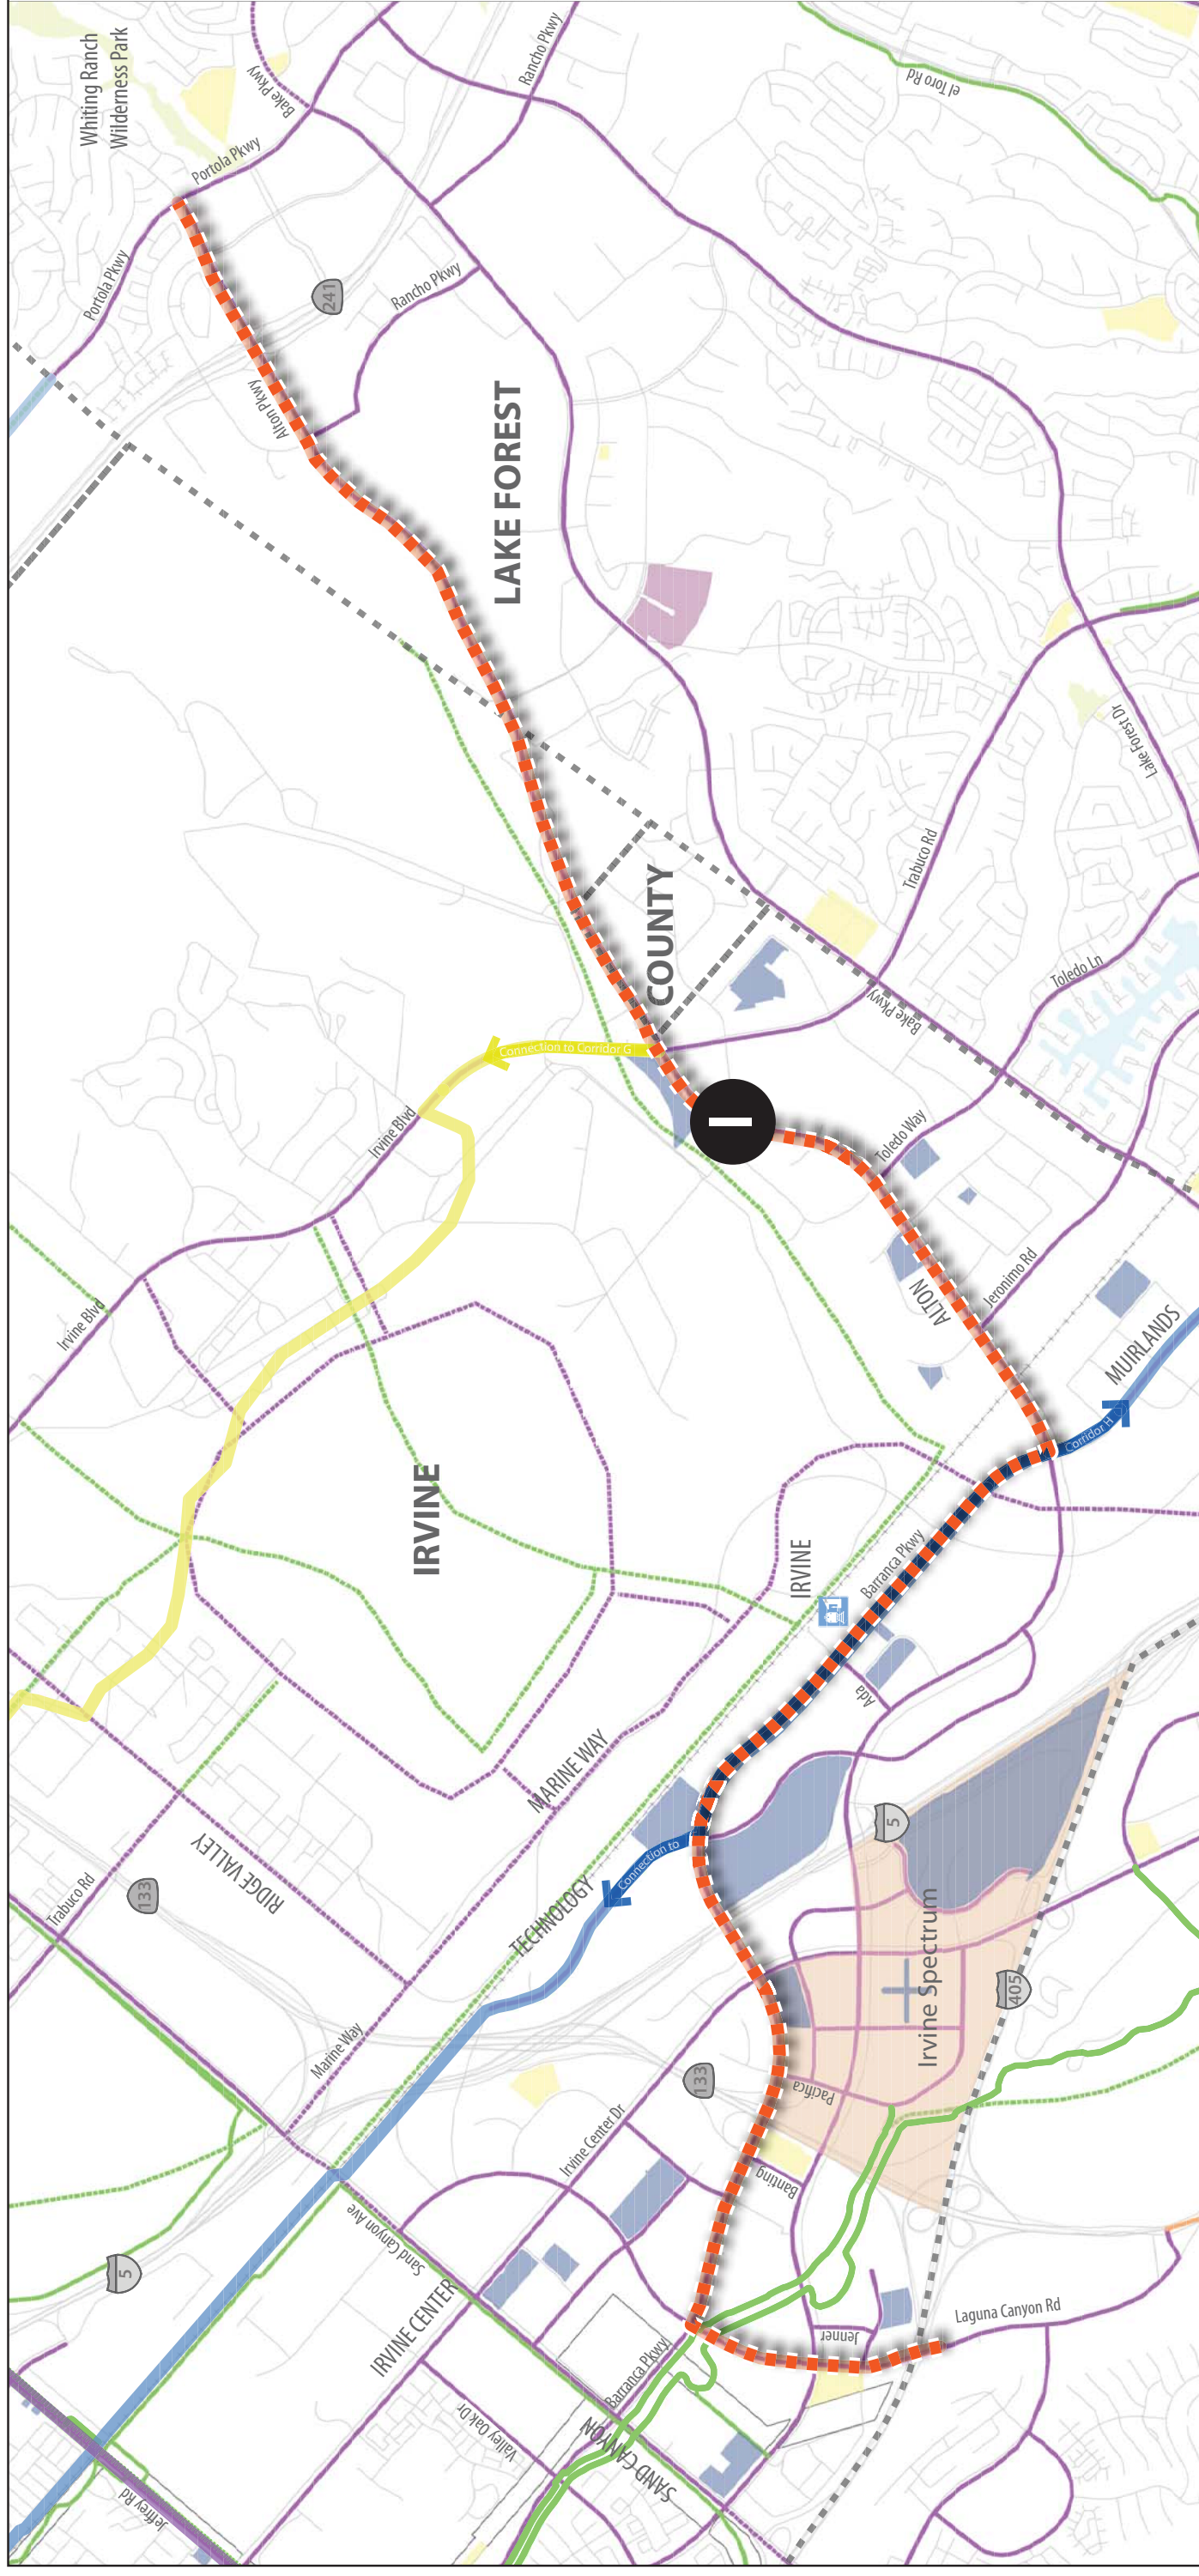 Whiting Ranch
Wilderness Park
Bake Pkwy
Rancho Pkwy
el Toro Rd
Portola Pkwy
Portola Pkwy
241
Rancho Pkwy
Alton Pkwy
LAKE FOREST
Lake Forest Dr
Trabuco Rd
COUNTY
Toledo Ln
Bake Pkwy
Connection to Corridor G
Irvine Blvd
I
Toledo Way
Irvine Blvd
ALTON
Jeronimo Rd
MUIRLANDS
Corridor H
IRVINE
IRVINE
Barranca Pkwy
Ada
MARINE WAY
RIDGE VALLEY
Trabuco Rd
133
Connection to
TECHNOLOGY
5
Irvine Spectrum
405
Marine Way
133
Pacifica
Irvine Center Dr
Banting
Sand Canyon Ave
5
IRVINE CENTER
Laguna Canyon Rd
Jenner
Barranca Pkwy
Valley Oak Dr
SAND CANYON
Jeffrey Rd